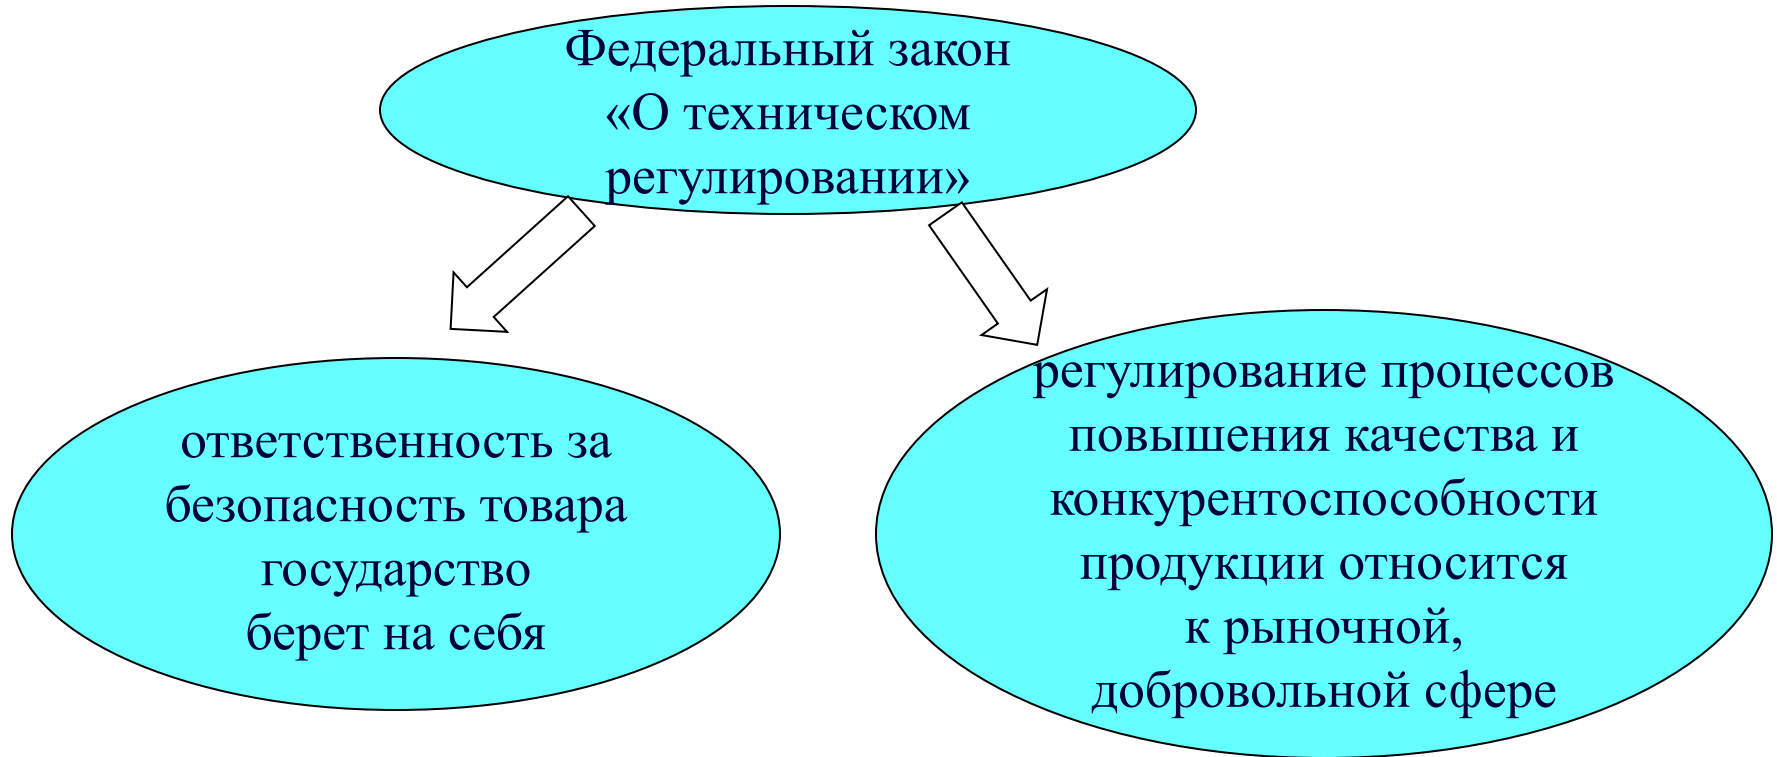 Федеральный закон
«О техническом
регулировании»
ответственность за
безопасность товара
государство
берет на себя
регулирование процессов
повышения качества и
конкурентоспособности
продукции относится
к рыночной,
добровольной сфере